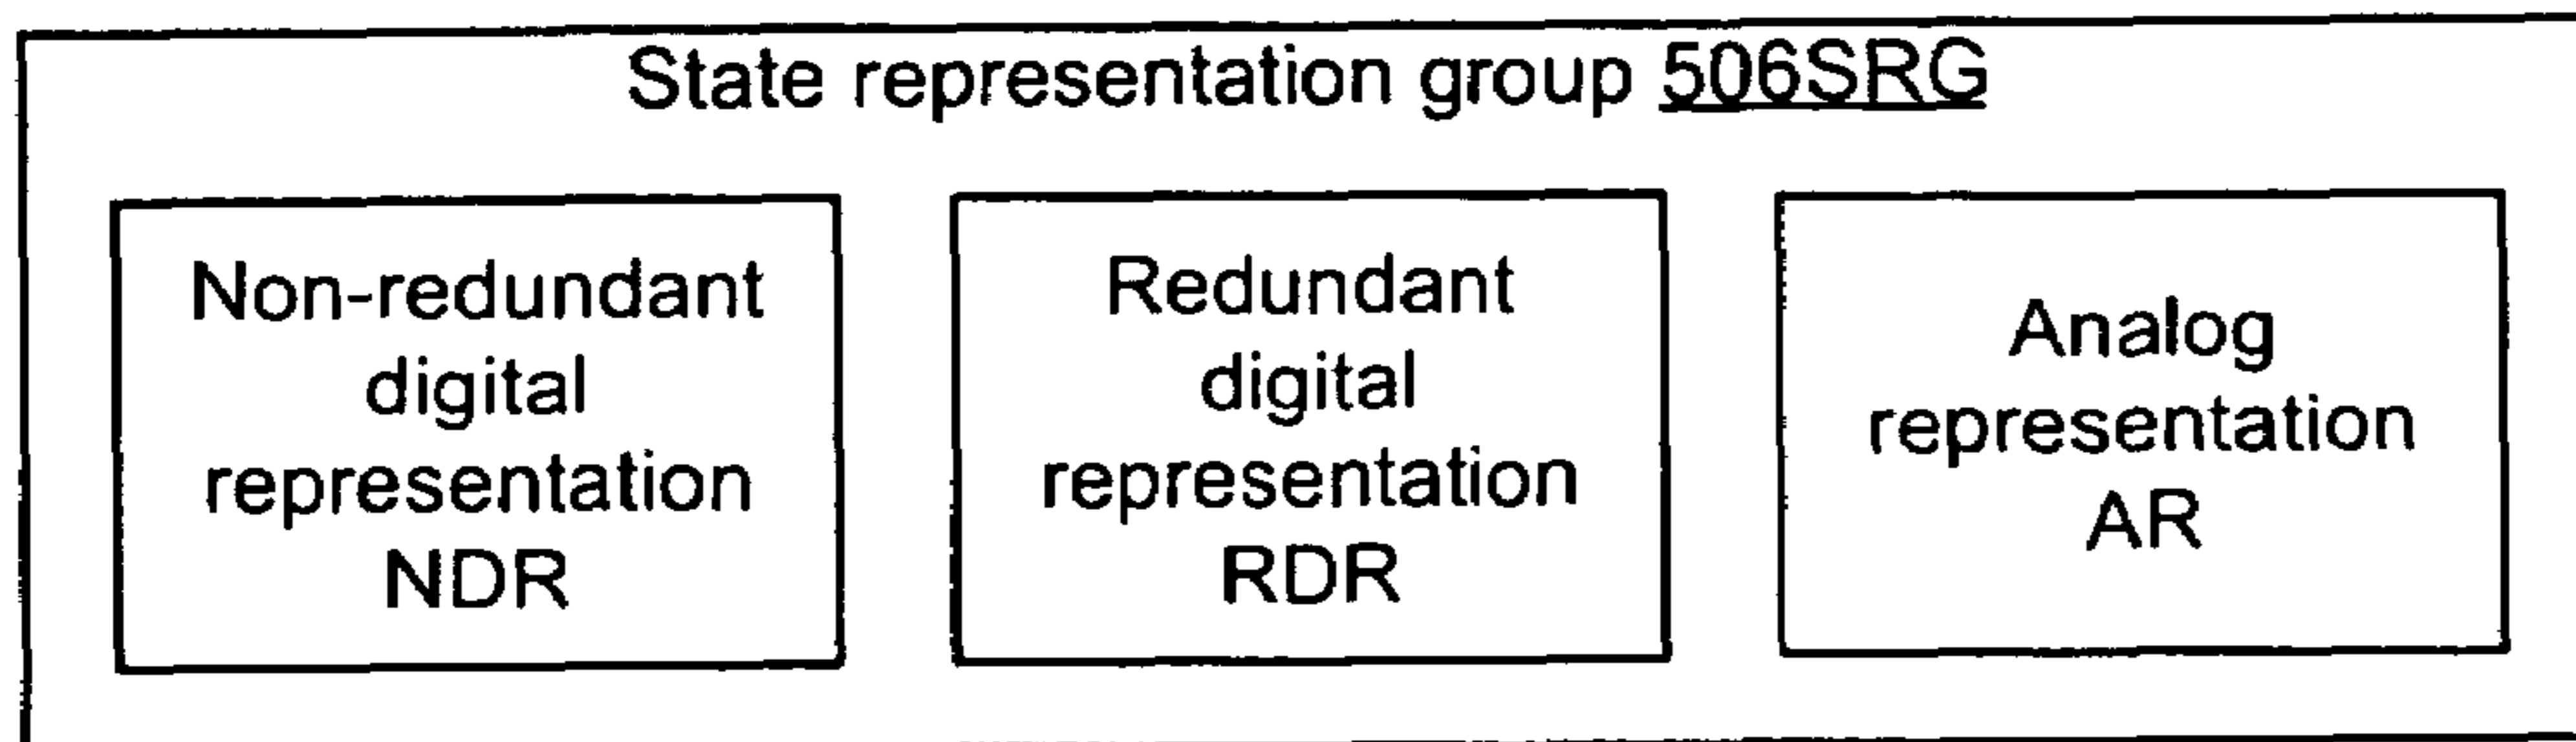 State representation group 506SRG
Non-redundant
digital
representation
NDR
Redundant
digital
representation
RDR
Analog
representation
AR